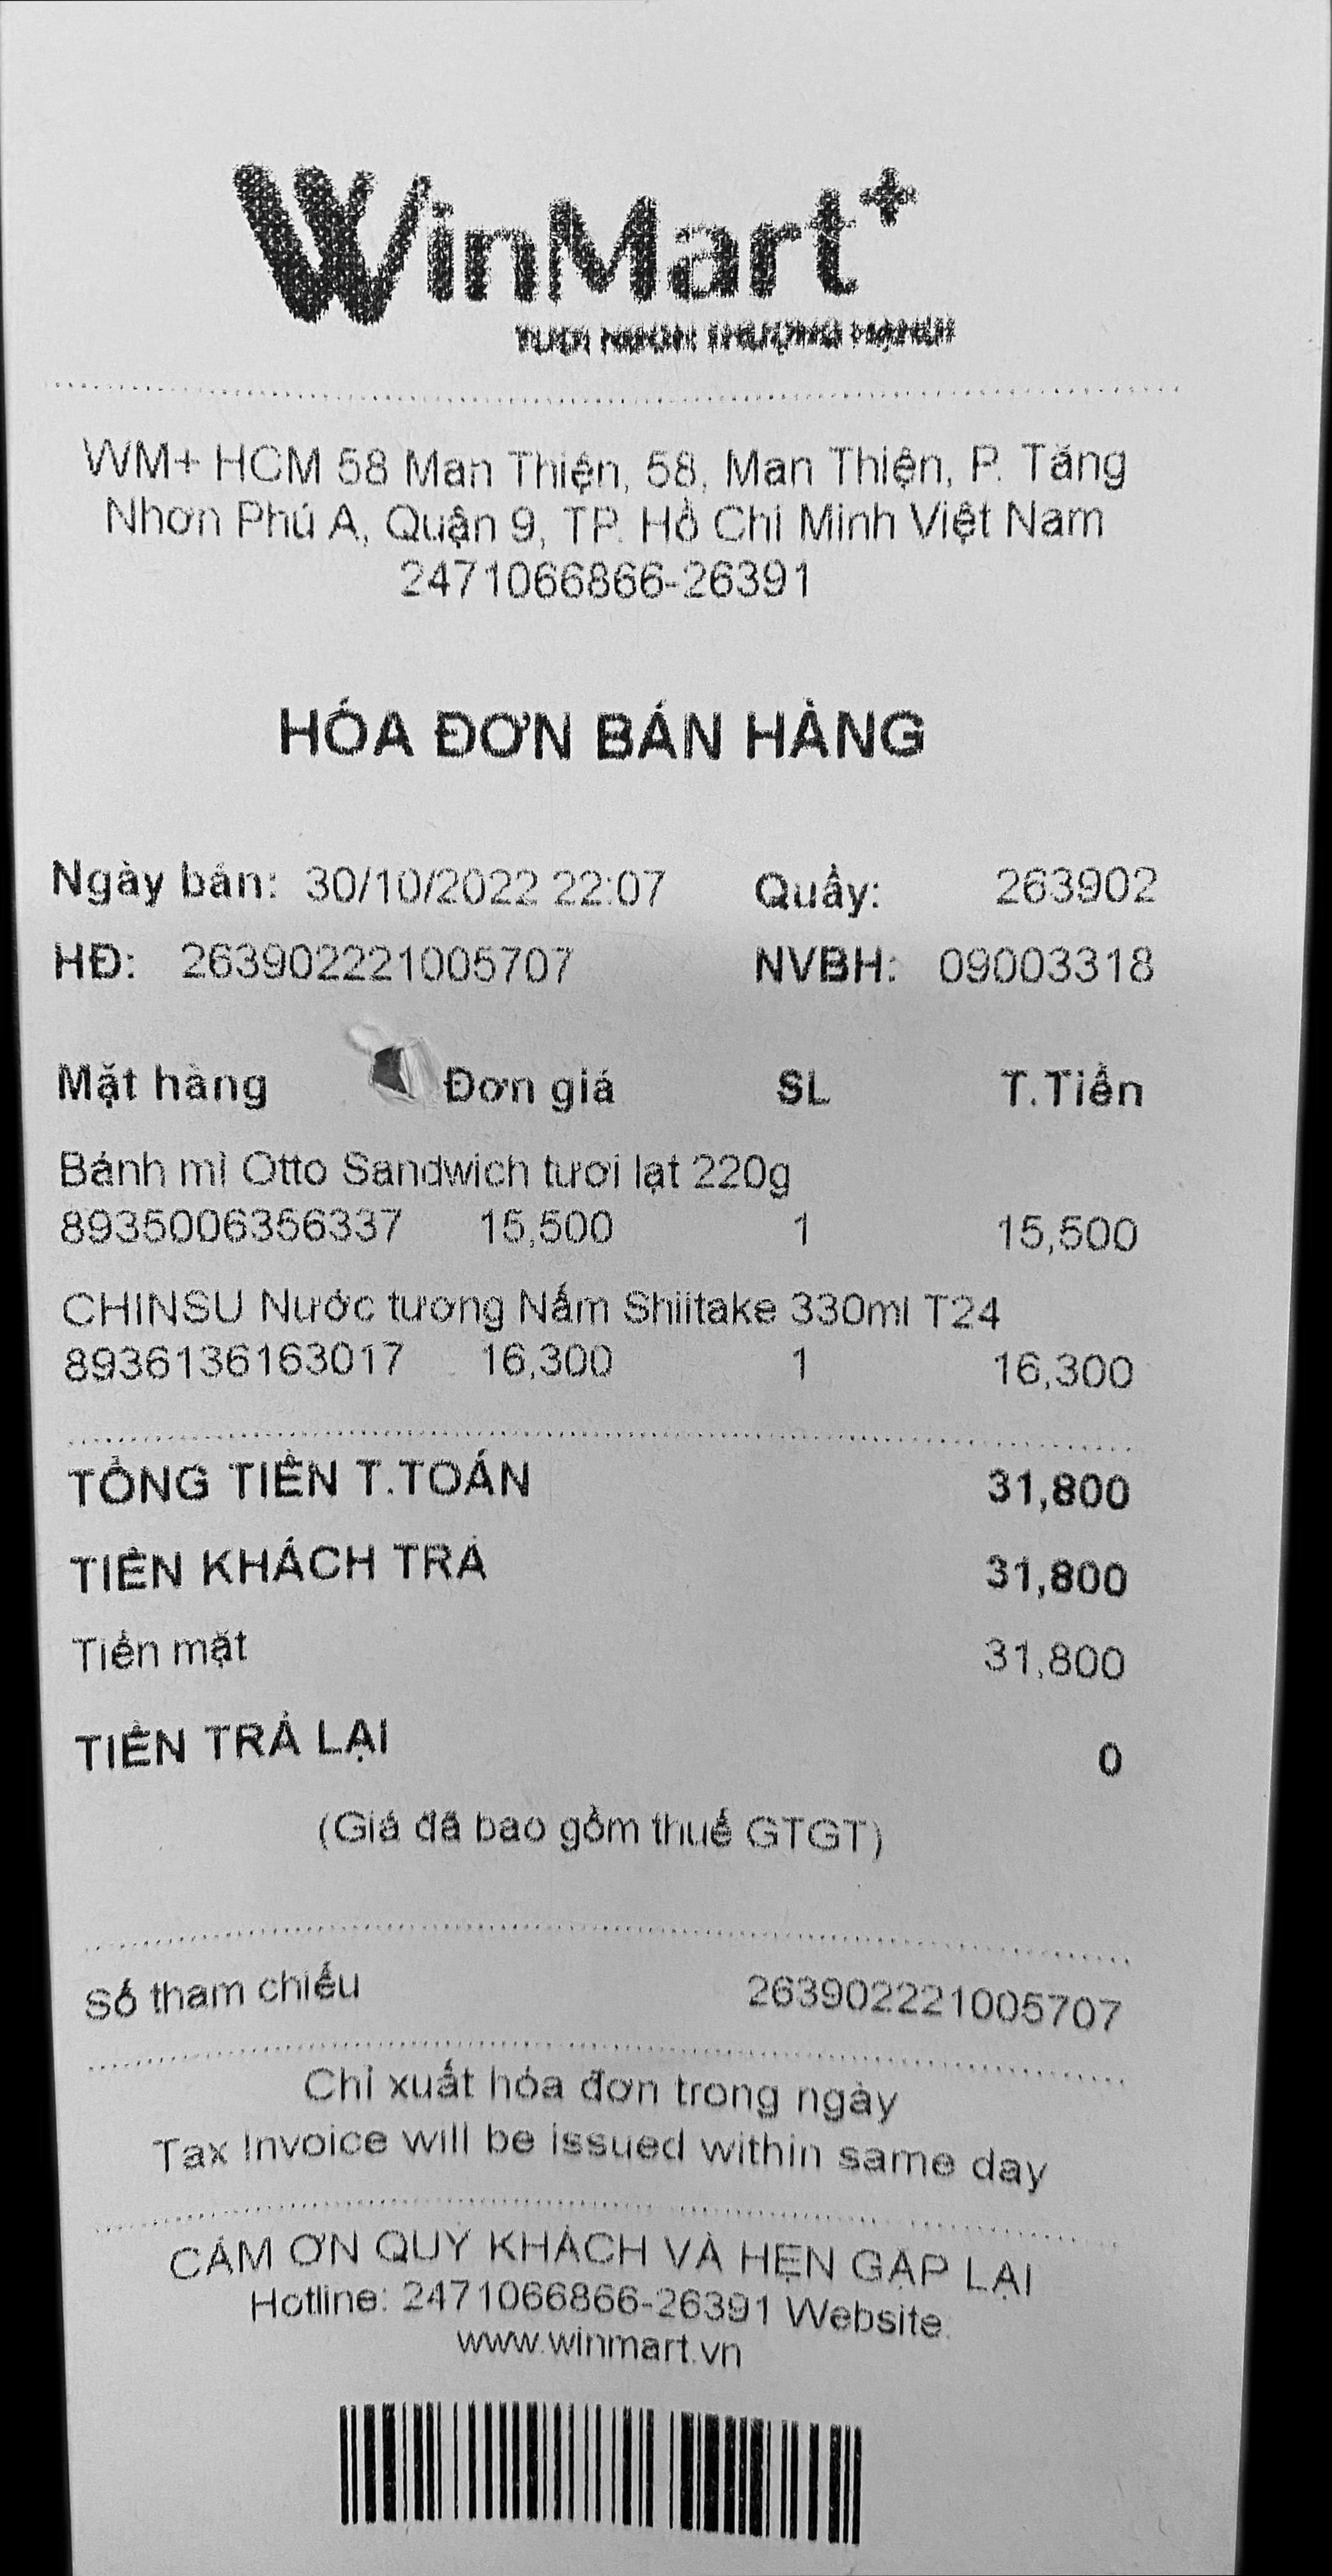 WinMart+
WM+ HCM 58 Man Thiện, 58, Man Thiện, P. Tăng
Nhơn Phú A, Quận 9, TP. Hồ Chí Minh Việt Nam
2471066866-26391
HÓA ĐƠN BÁN HÀNG
Ngày bán: 30/10/2022 22:07 Quầy: 263902
HĐ: 263902221005707 NVBH: 09003318
Mặt hàng Đơn giá SL T.Tiền
Bánh mì Otto Sandwich tươi lạt 220g
8935006356337 15,500 1 15,500
CHINSU Nước tương Nấm Shiitake 330ml T24
8936136163017 16,300 1 16,300
TỔNG TIỀN T.TOÁN 31,800
TIỀN KHÁCH TRẢ 31,800
Tiền mặt 31,800
TIỀN TRẢ LẠI 0
(Giá đã bao gồm thuế GTGT)
Số tham chiếu 263902221005707
Chỉ xuất hóa đơn trong ngày
Tax Invoice will be issued within same day
CẢM ƠN QUÝ KHÁCH VÀ HẸN GẶP LẠI
Hotline: 2471066866-26391 Website:
www.winmart.vn